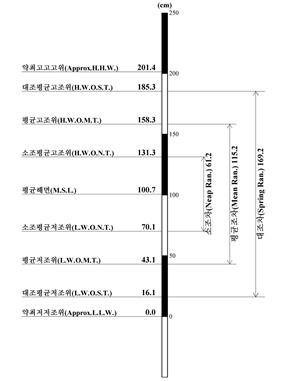 (cm)
250
약최고고조위(Approx.H.H.W.) 201.4
200
대조평균고조위(H.W.O.S.T.) 185.3
평균고조위(H.W.O.M.T.) 158.3
150
소조평균고조위(H.W.O.N.T.) 131.3
평균해면(M.S.L.) 100.7
100
소조평균저조위(L.W.O.N.T.) 70.1
50
평균저조위(L.W.O.M.T.) 43.1
대조평균저조위(L.W.O.S.T.) 16.1
약최저저조위(Approx.L.L.W.) 0.0
0
소조차(Neap Ran.) 61.2
평균조차(Mean Ran.) 115.2
대조차(Spring Ran.) 169.2